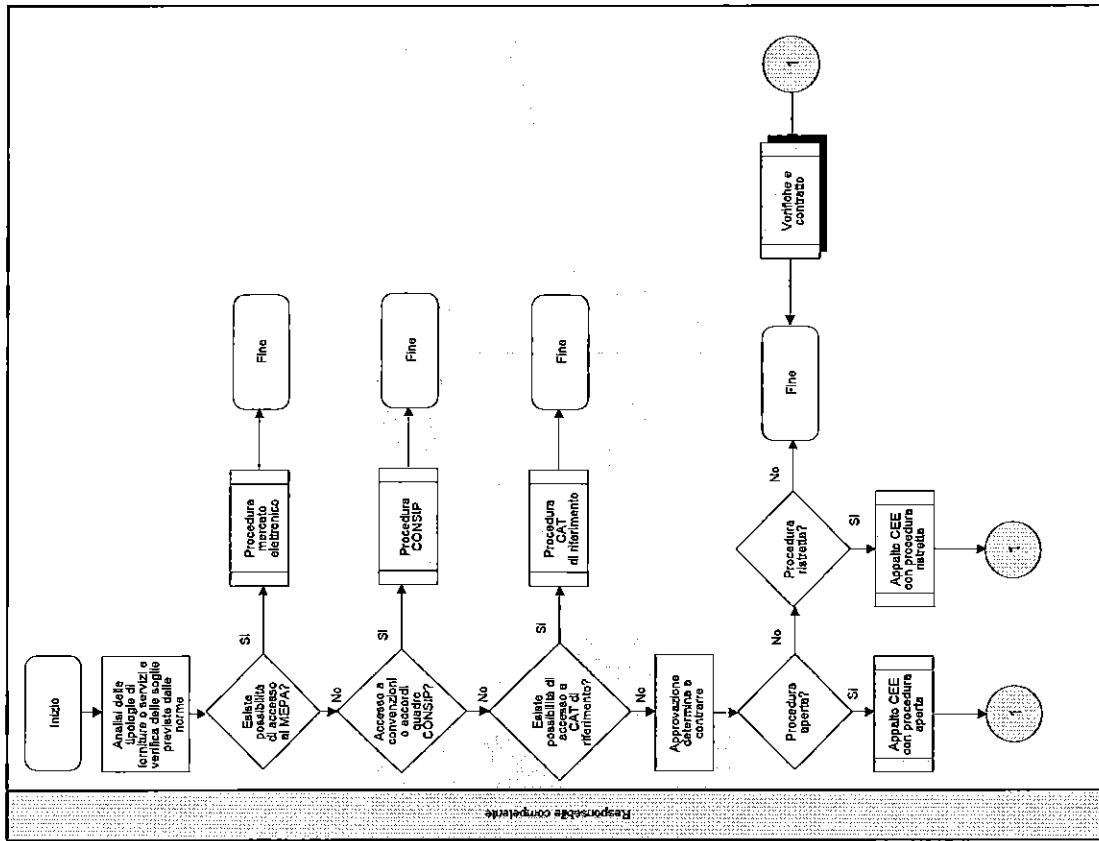 Inizio
Analisi delle
tipologie di
forniture o servizi e
verifica delle soglie
previste dalle
norme
Esiste
possibilità
di accesso
al MEPA?
Si
Procedura
mercato
elettronico
Fine
No
Accesso a
convenzioni
o accordi
quadro
CONSIP?
Si
Procedura
CONSIP
Fine
No
Esiste
possibilità di
accesso a
CAT di
riferimento?
Si
Procedura
CAT
di riferimento
Fine
No
Approvazione
determina a
contrarre
Procedura
aperta?
No
Procedura
ristretta?
No
Fine
Verifiche e
contratto
1
Si
Appalto CEE
con procedura
aperta
1
Si
Appalto CEE
con procedura
ristretta
1
Responsabile competente